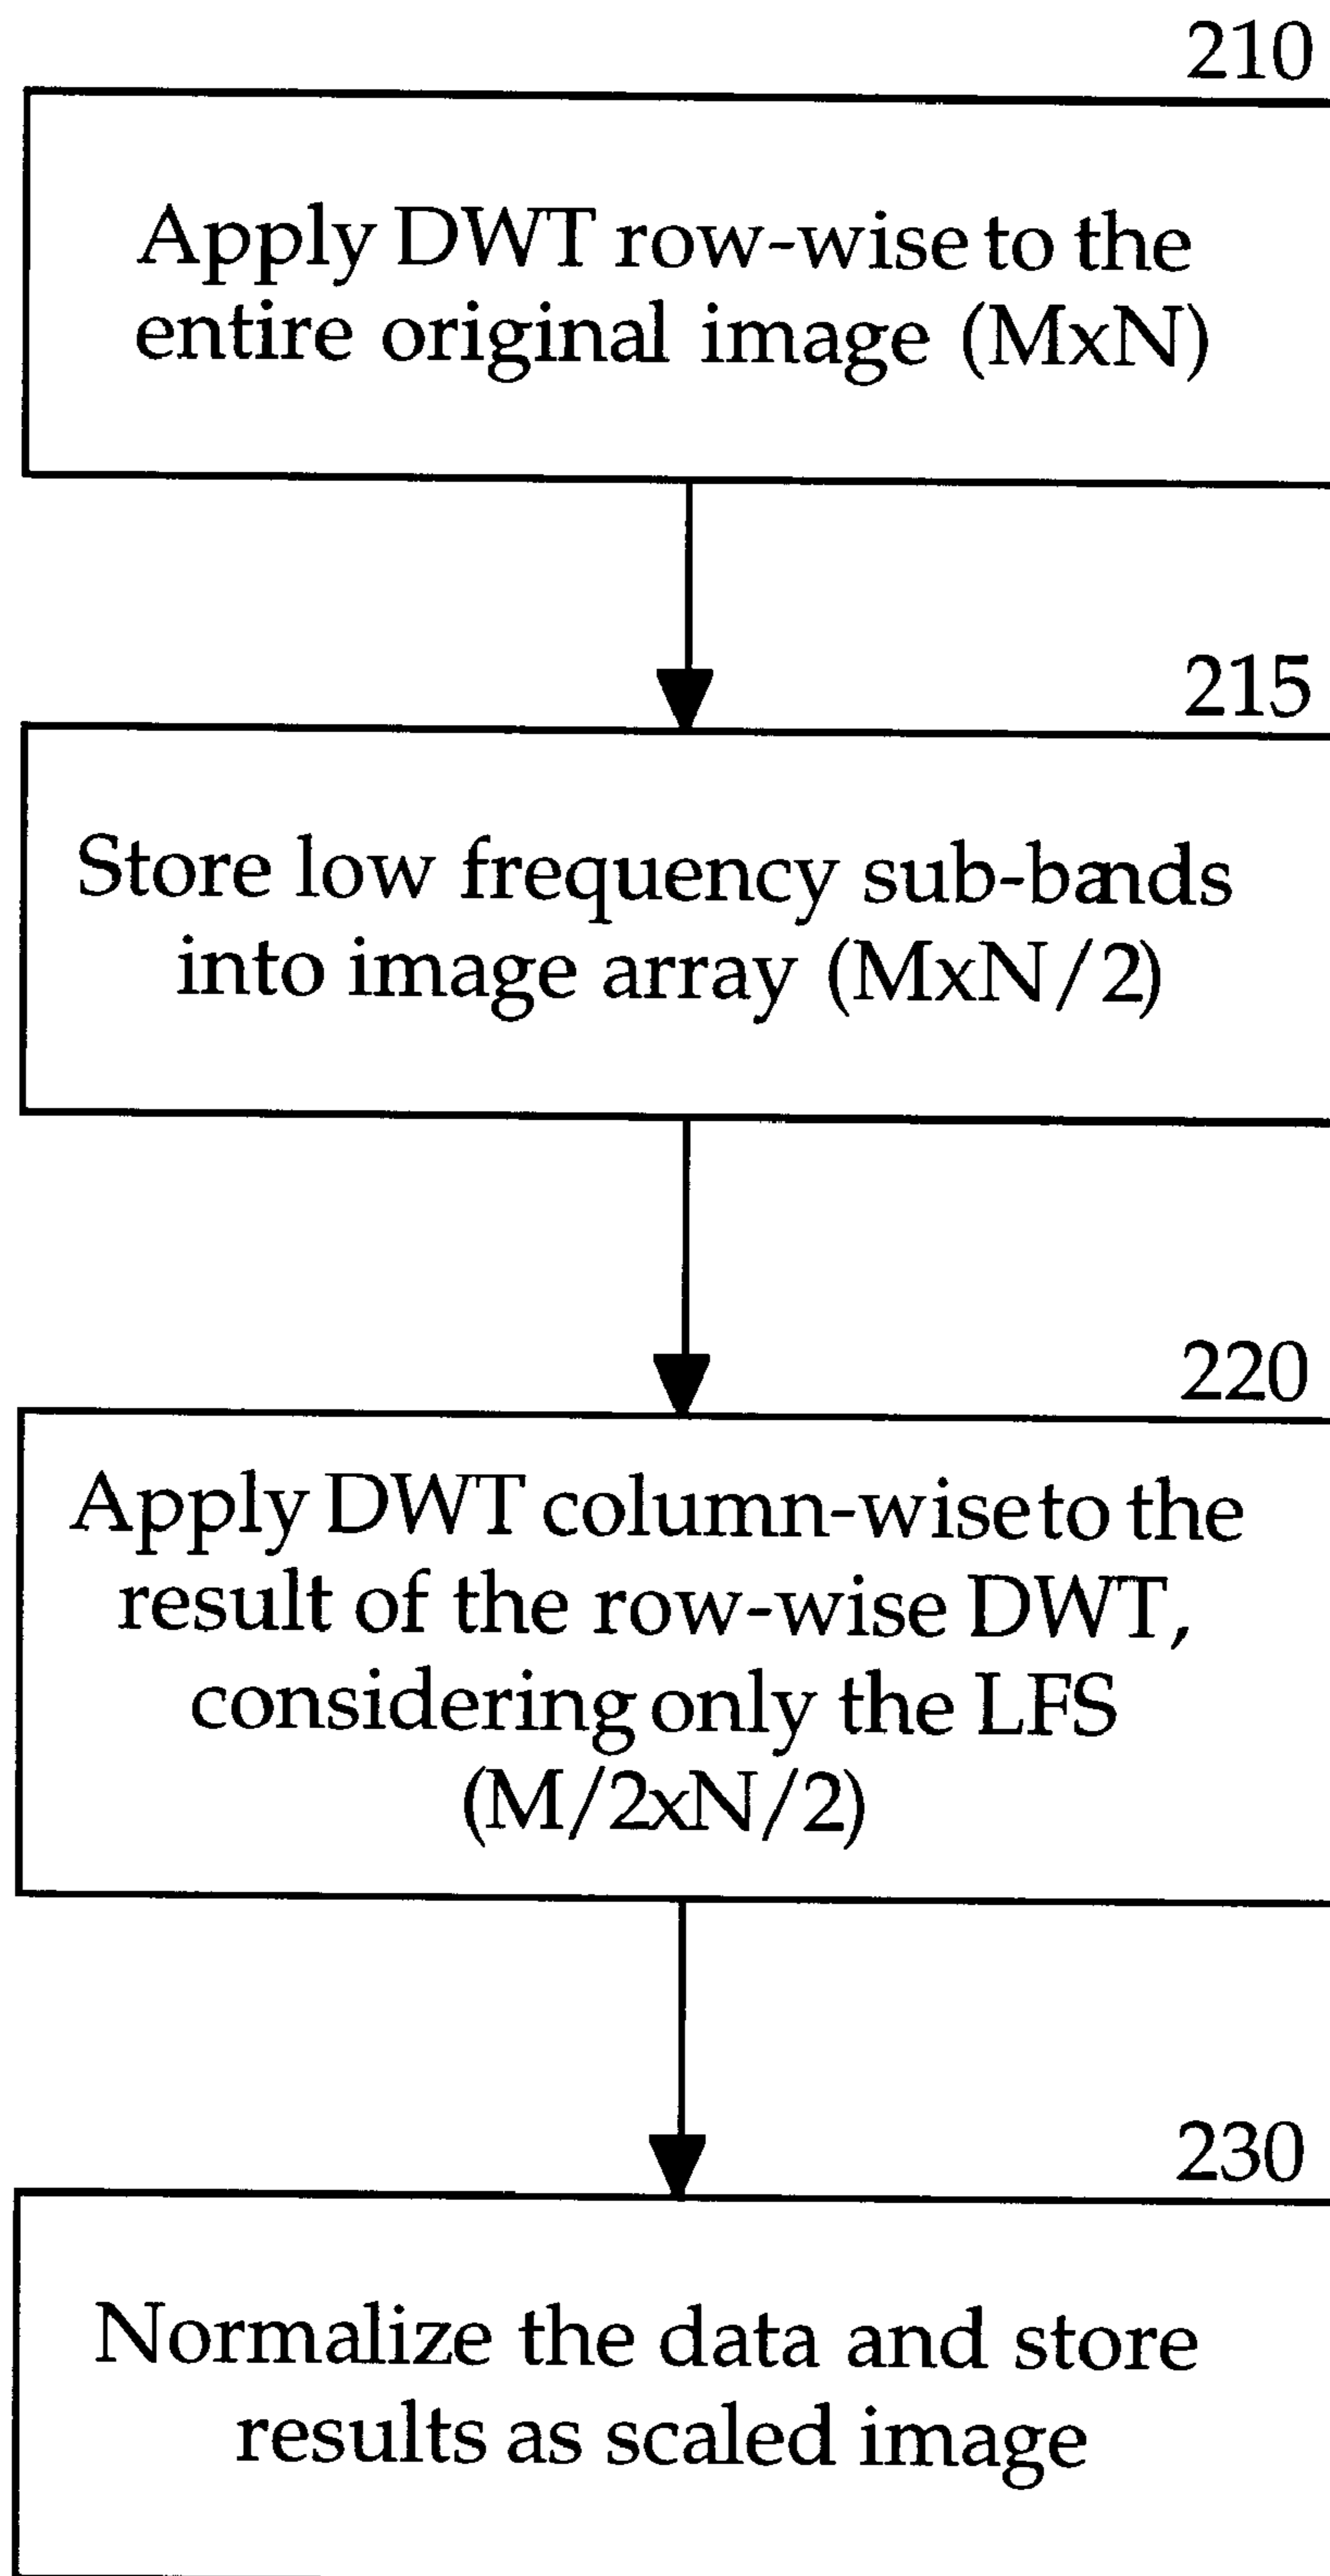 210
Apply DWT row-wise to the
entire original image (MxN)
215
Store low frequency sub-bands
into image array (MxN/2)
220
Apply DWT column-wise to the
result of the row-wise DWT,
considering only the LFS
(M/2xN/2)
230
Normalize the data and store
results as scaled image